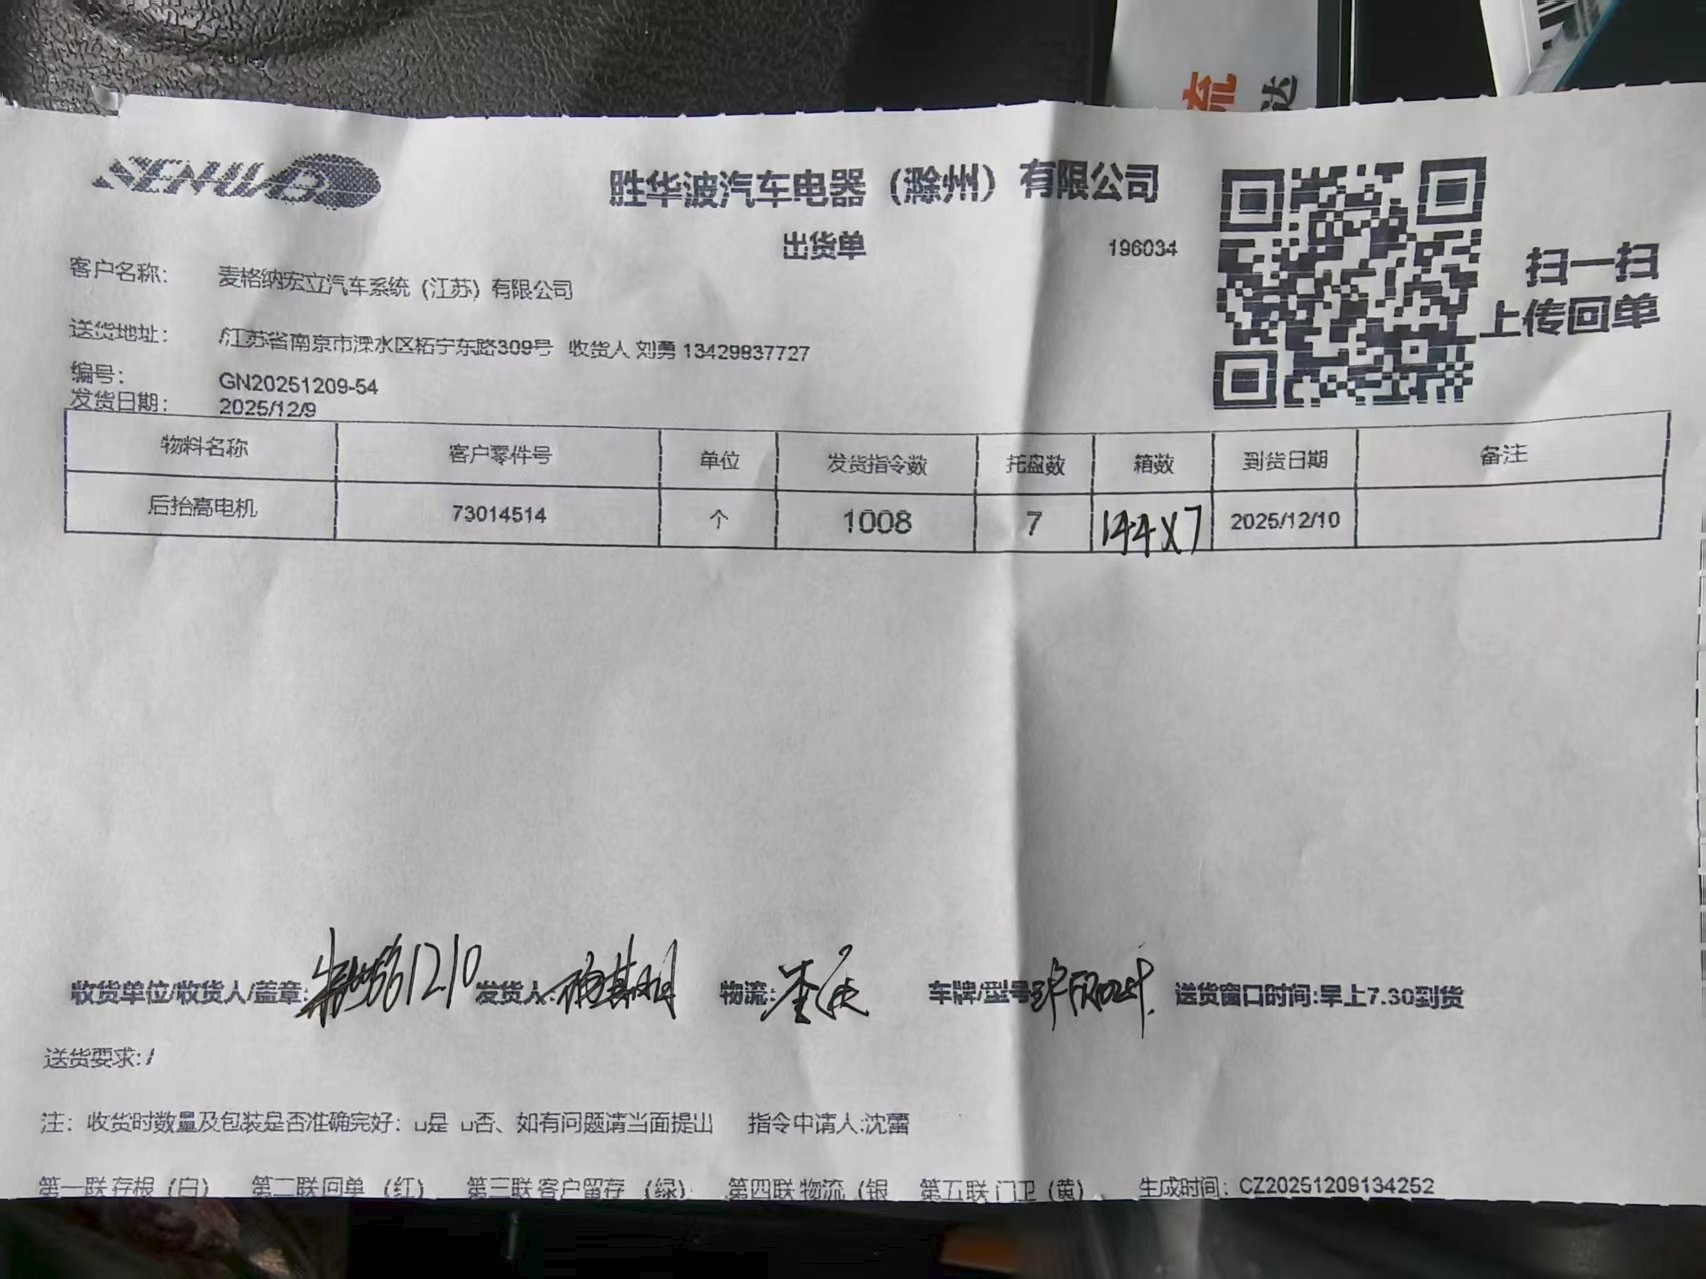 流
达
SENHWAB
胜华波汽车电器（滁州）有限公司
出货单
196034
扫一扫
上传回单
客户名称： 麦格纳宏立汽车系统（江苏）有限公司
送货地址： /江苏省南京市溧水区柘宁东路309号 收货人 刘勇 13429937727
编号： GN20251209-54
发货日期： 2025/12/9
物料名称 客户零件号 单位 发货指令数 托盘数 箱数 到货日期 备注
后抬高电机 73014514 个 1008 7 144X7 2025/12/10
收货单位/收货人/盖章: 1210 发货人: 物流: 车牌/型号 送货窗口时间:早上7.30到货
送货要求: /
注：收货时数量及包装是否准确完好：□是 □否、如有问题请当面提出 指令申请人:沈蕾
第一联 存根（白） 第二联 回单（红） 第三联 客户留存（绿） 第四联 物流（银 第五联 门卫（黄） 生成时间：CZ20251209134252